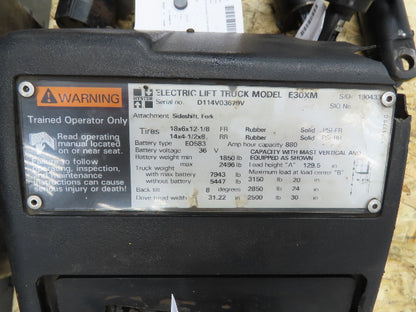 WARNING
Trained Operator Only
Read operating
manual located
on or near seat.
Failure to follow
operating, inspection,
and maintenance
instructions can cause
serious injury or death!
HYSTER
ELECTRIC LIFT TRUCK MODEL E30XM
Serial no. D114V03679V
S/O
SIO No.
Attachment Sideshift, Fork
Tires 18x6x12-1/8 FR Rubber Solid
14x4-1/2x8 RR Rubber Solid
Battery type EO583 Amp hour capacity 880
Battery voltage 36 V
CAPACITY WITH MAST VERTICAL AND
EQUIPPED AS SHOWN
Battery weight min 1850 lb
max 2496 lb
Load height "A" 129.5 in
Truck weight
with max battery 7943 lb
without battery 5447 lb
Maximum load at load center "B"
3150 lb 20 in
Back tilt 8 degrees 2850 lb 24 in
Drive tread width 31.22 in 2500 lb 30 in